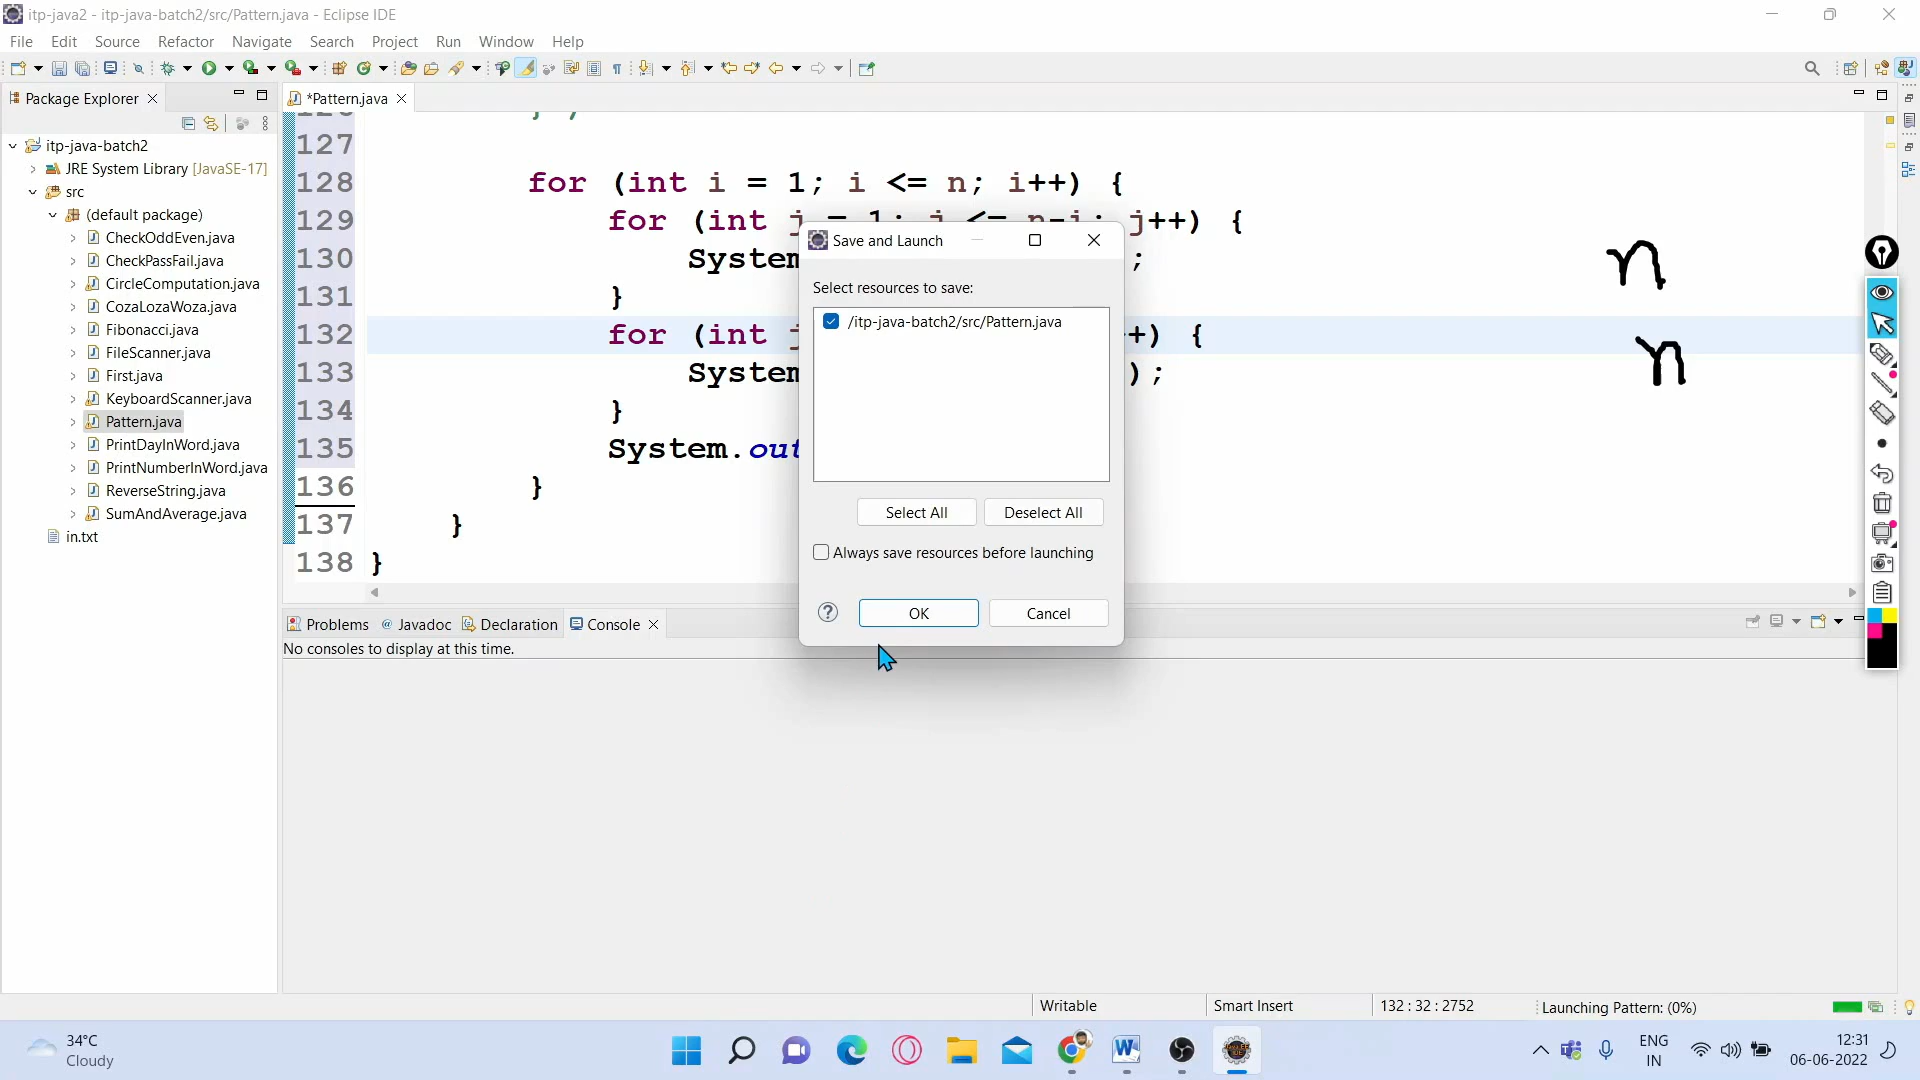 itp-java2 - itp-java-batch2/src/Pattern.java - Eclipse IDE
File Edit Source Refactor Navigate Search Project Run Window Help
Package Explorer
*Pattern.java
itp-java-batch2
JRE System Library [JavaSE-17]
src
(default package)
CheckOddEven.java
CheckPassFail.java
CircleComputation.java
CozaLozaWoza.java
Fibonacci.java
FileScanner.java
First.java
KeyboardScanner.java
Pattern.java
PrintDayInWord.java
PrintNumberInWord.java
ReverseString.java
SumAndAverage.java
in.txt
127
128 for (int i = 1; i <= n; i++) {
129 for (int j = 1; j <= n-i; j++) {
130 System ;
131 }
132 for (int j +) {
133 System );
134 }
135 System.out
136 }
137 }
138 }
n
n
Save and Launch
Select resources to save:
/itp-java-batch2/src/Pattern.java
Select All Deselect All
Always save resources before launching
OK Cancel
Problems @ Javadoc Declaration Console
No consoles to display at this time.
Writable Smart Insert 132 : 32 : 2752 Launching Pattern: (0%)
34°C
Cloudy
ENG
IN
12:31
06-06-2022